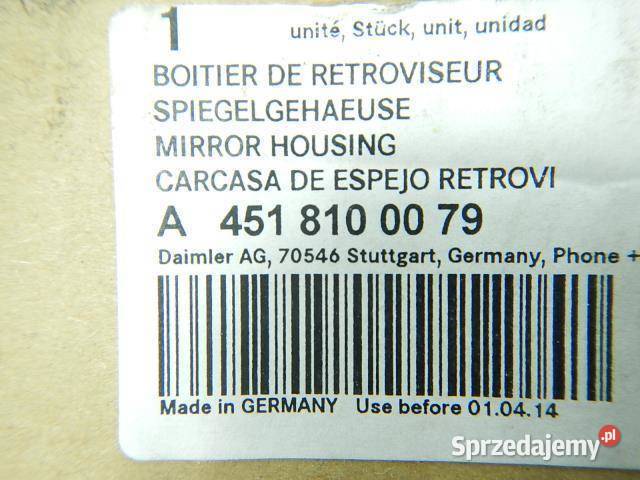 1 unité, Stück, unit, unidad
BOITIER DE RETROVISEUR
SPIEGELGEHAEUSE
MIRROR HOUSING
CARCASA DE ESPEJO RETROVI
A 451 810 00 79
Daimler AG, 70546 Stuttgart, Germany, Phone +
Made in GERMANY Use before 01.04.14
Sprzedajemy.pl